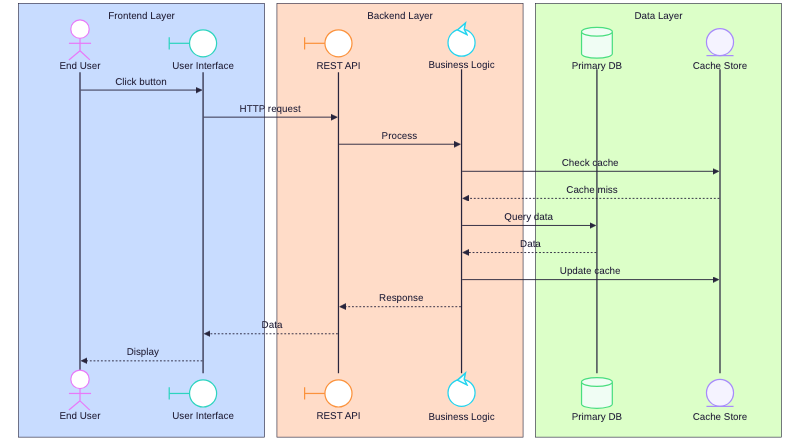 Frontend Layer
Backend Layer
Data Layer
End User
User Interface
REST API
Business Logic
Primary DB
Cache Store
Click button
HTTP request
Process
Check cache
Cache miss
Query data
Data
Update cache
Response
Data
Display
End User
User Interface
REST API
Business Logic
Primary DB
Cache Store